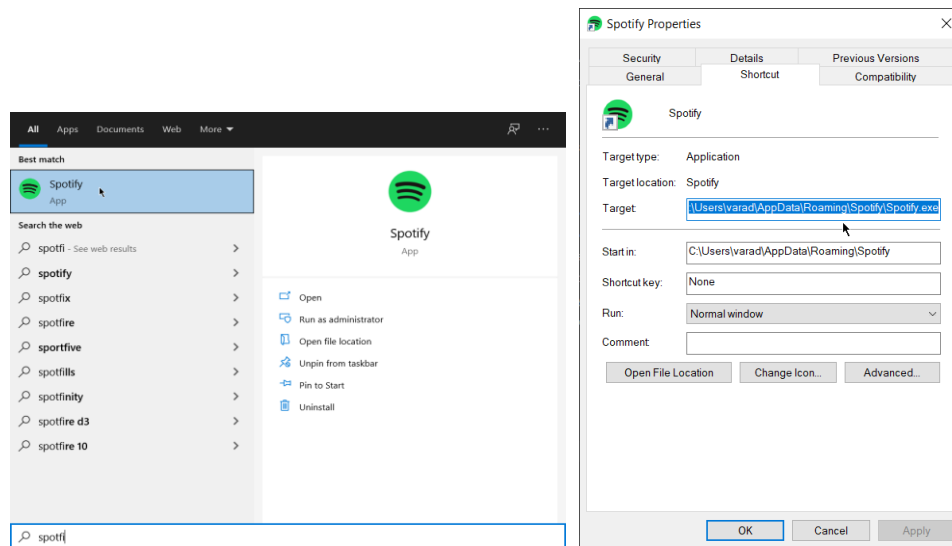 All Apps Documents Web More
Best match
Spotify
App
Search the web
spotfi - See web results
spotify
spotfix
spotfire
sportfive
spotfills
spotfinity
spotfire d3
spotfire 10
spotfi
Spotify
App
Open
Run as administrator
Open file location
Unpin from taskbar
Pin to Start
Uninstall
Spotify Properties
Security Details Previous Versions
General Shortcut Compatibility
Spotify
Target type: Application
Target location: Spotify
Target: \Users\varad\AppData\Roaming\Spotify\Spotify.exe
Start in: C:\Users\varad\AppData\Roaming\Spotify
Shortcut key: None
Run: Normal window
Comment:
Open File Location Change Icon... Advanced...
OK Cancel Apply